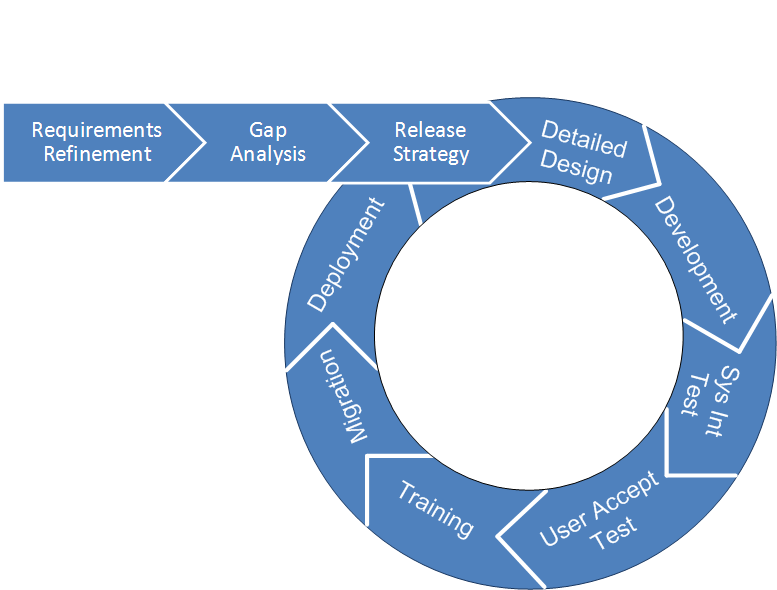 Requirements
Refinement
Gap
Analysis
Release
Strategy
Detailed
Design
Development
Sys Int
Test
User Accept
Test
Training
Migration
Deployment